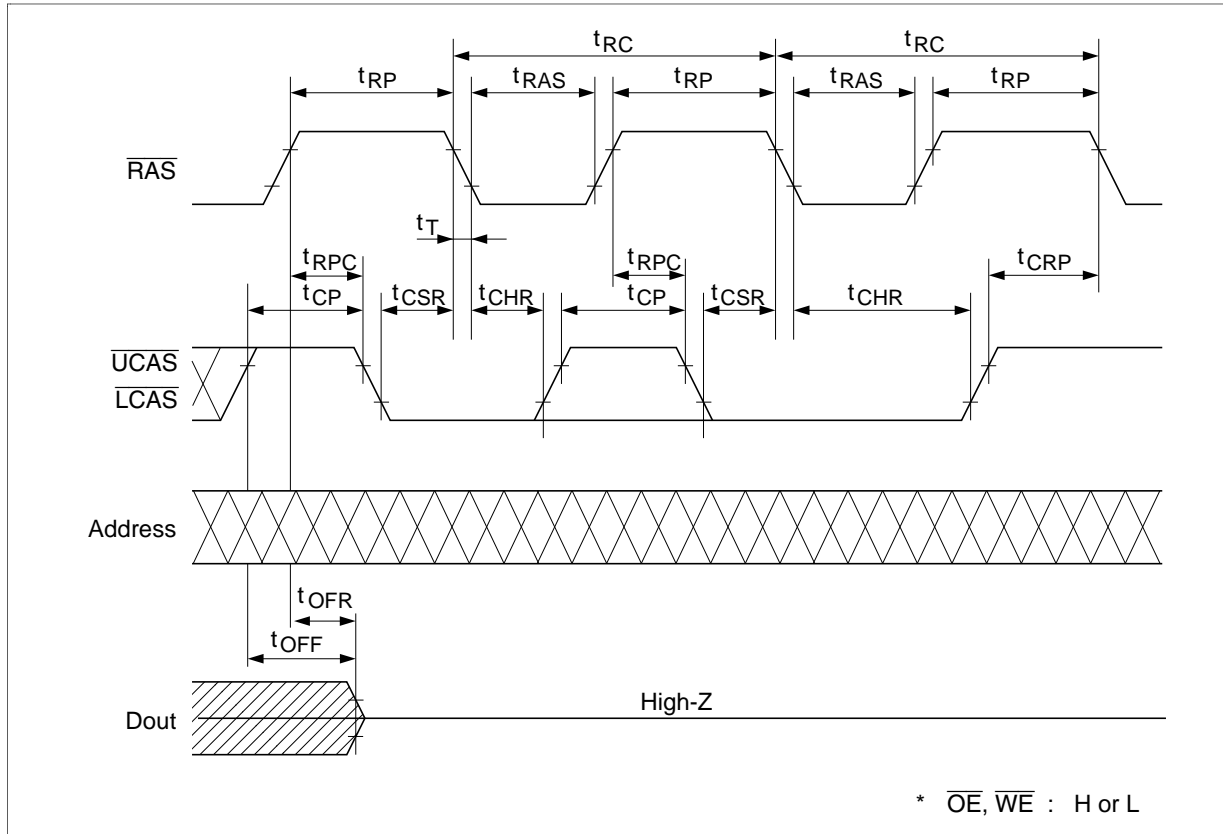 tRC tRC
tRP tRAS tRP tRAS tRP
RAS
tT
tRPC tRPC tCRP
tCP tCSR tCHR tCP tCSR tCHR
UCAS
LCAS
Address
tOFR
tOFF
High-Z
Dout
* OE, WE : H or L